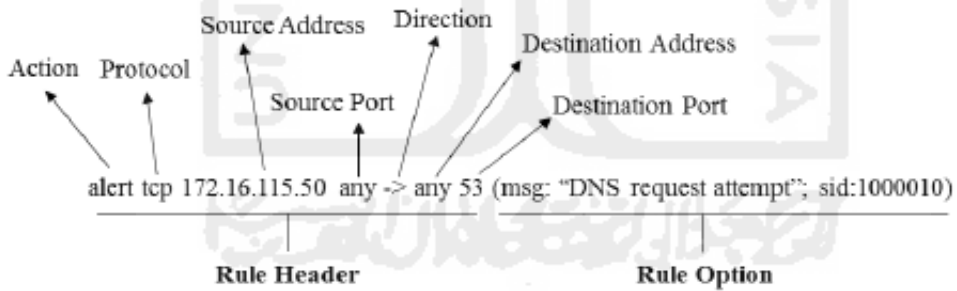 Source Address Direction
Destination Address
Action Protocol
Source Port
Destination Port
alert tcp 172.16.115.50 any -> any 53 (msg: “DNS request attempt”; sid:1000010)
Rule Header Rule Option